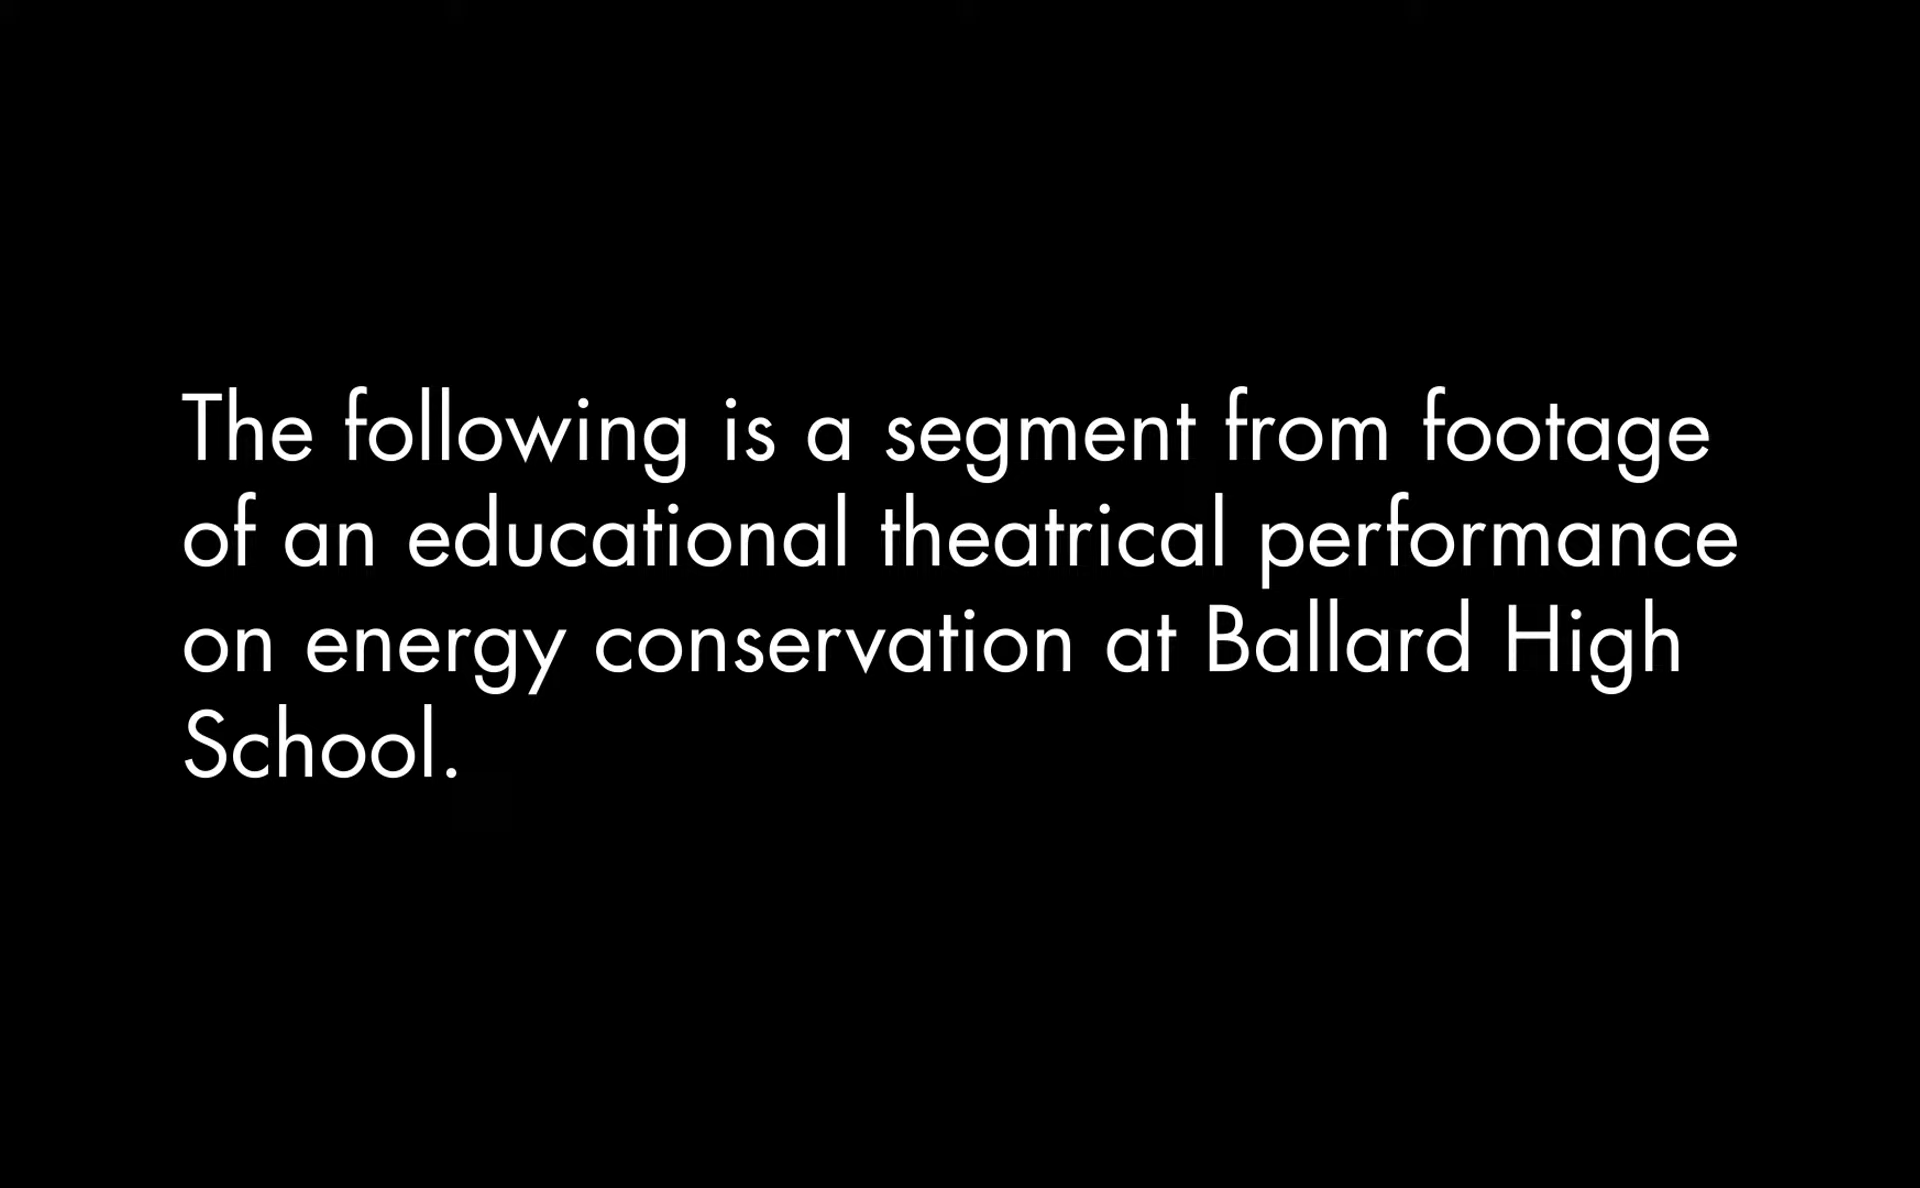 The following is a segment from footage
of an educational theatrical performance
on energy conservation at Ballard High
School.